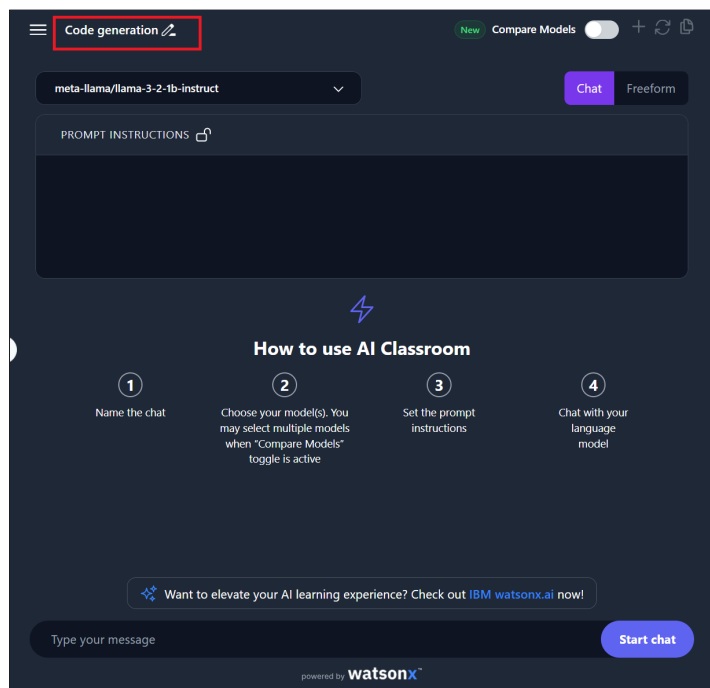 Code generation
New Compare Models
meta-llama/llama-3-2-1b-instruct
Chat Freeform
PROMPT INSTRUCTIONS
How to use AI Classroom
1
Name the chat
2
Choose your model(s). You
may select multiple models
when "Compare Models"
toggle is active
3
Set the prompt
instructions
4
Chat with your
language
model
Want to elevate your AI learning experience? Check out IBM watsonx.ai now!
Type your message
Start chat
powered by watsonx™